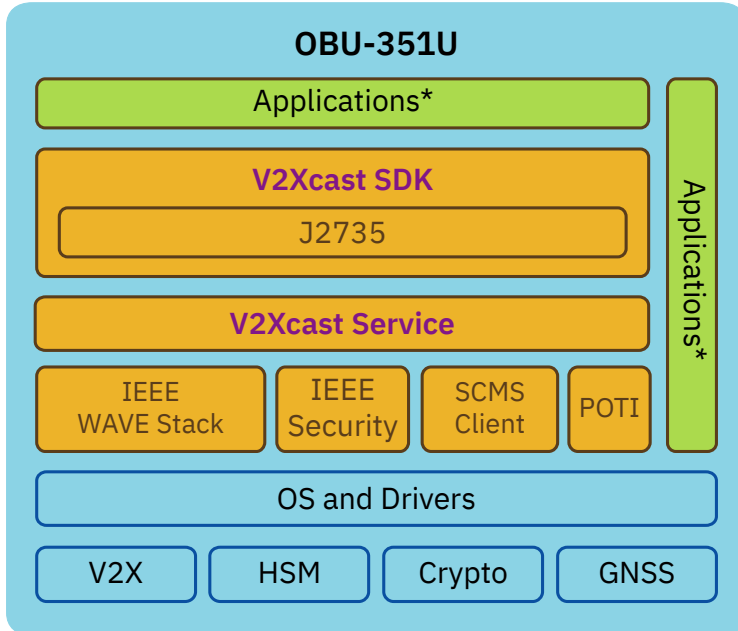 OBU-351U
Applications*
V2Xcast SDK
J2735
V2Xcast Service
Applications*
IEEE
WAVE Stack
IEEE
Security
SCMS
Client
POTI
OS and Drivers
V2X
HSM
Crypto
GNSS